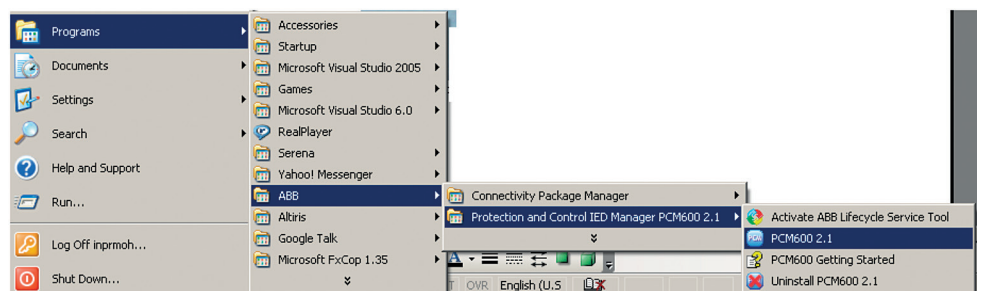 Programs
Documents
Settings
Search
Help and Support
Run...
Log Off inprmoh...
Shut Down...
Accessories
Startup
Microsoft Visual Studio 2005
Games
Microsoft Visual Studio 6.0
RealPlayer
Serena
Yahoo! Messenger
ABB
Altiris
Google Talk
Microsoft FxCop 1.35
Connectivity Package Manager
Protection and Control IED Manager PCM600 2.1
Activate ABB Lifecycle Service Tool
PCM600 2.1
PCM600 Getting Started
Uninstall PCM600 2.1
A
OVR English (U.S